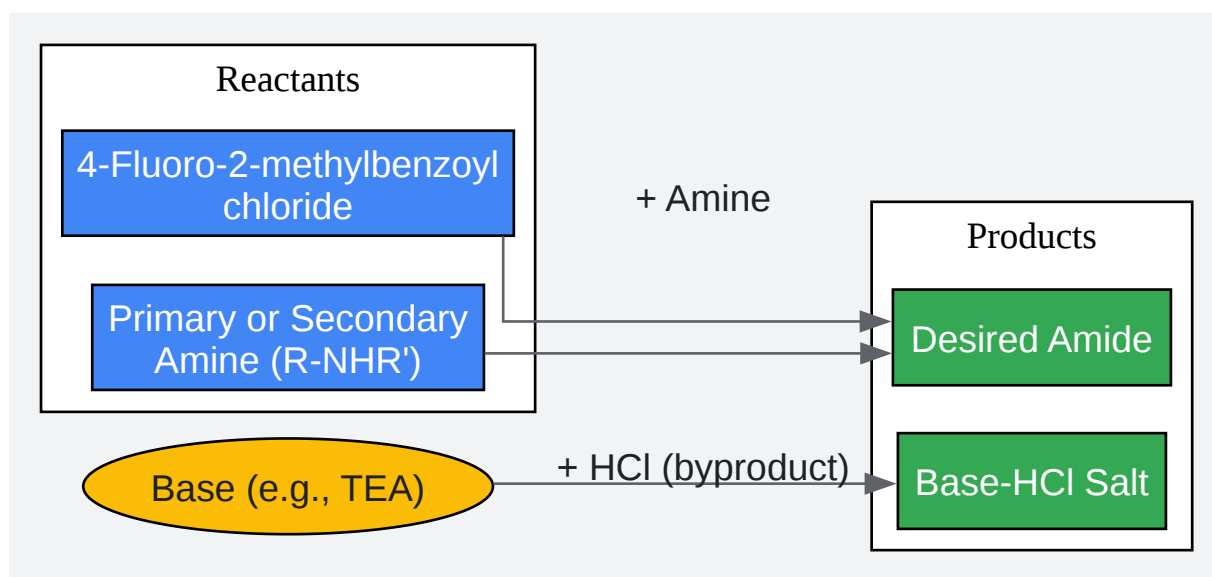 Reactants
4-Fluoro-2-methylbenzoyl
chloride
+ Amine
Primary or Secondary
Amine (R-NHR')
Products
Desired Amide
Base (e.g., TEA)
+ HCl (byproduct)
Base-HCl Salt